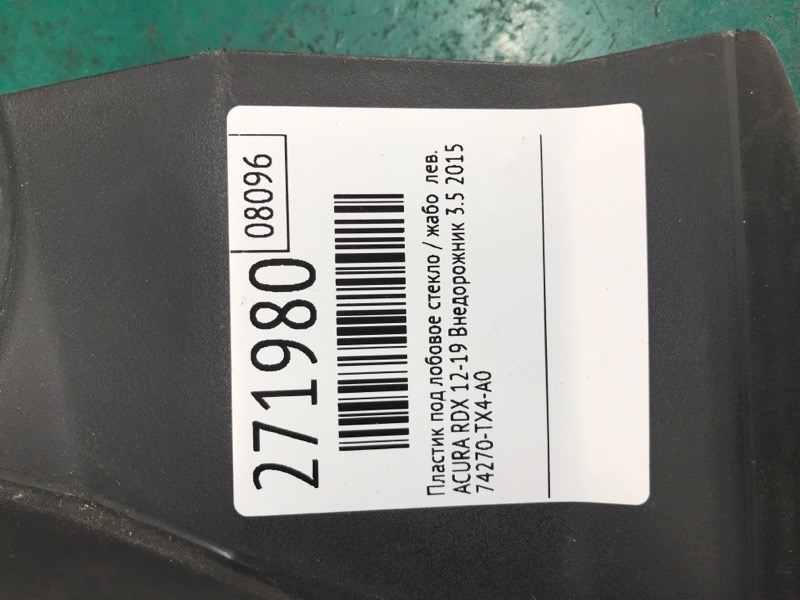 271980
08096
Пластик под лобовое стекло / жабо лев.
ACURA RDX 12-19 Внедорожник 3.5 2015
74270-TX4-A0